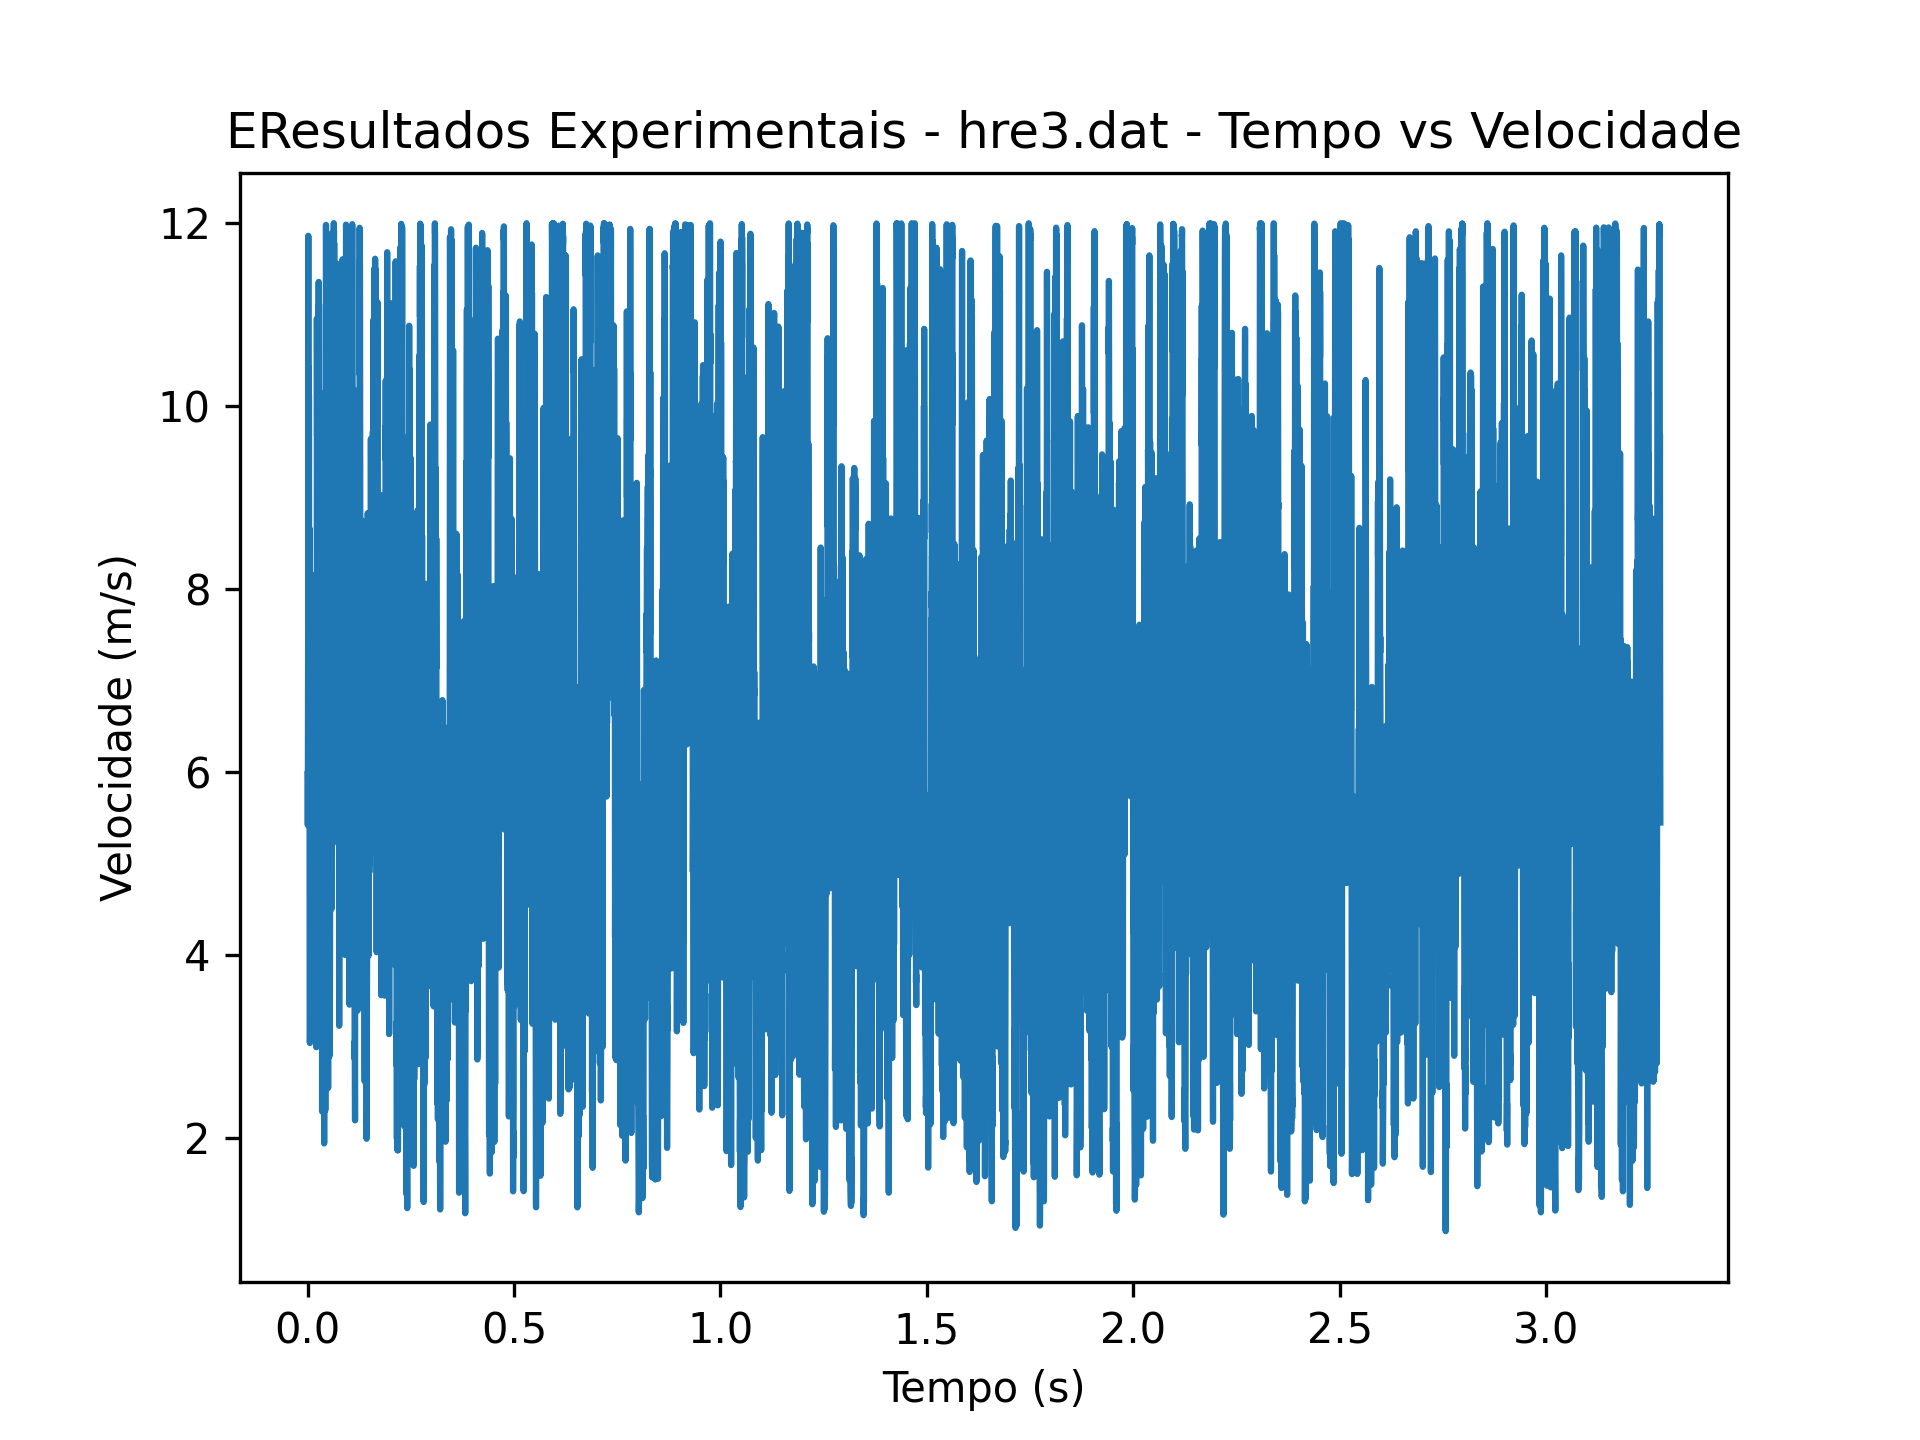 EResultados Experimentais - hre3.dat - Tempo vs Velocidade
12
10
8
6
4
2
Velocidade (m/s)
0.0 0.5 1.0 1.5 2.0 2.5 3.0
Tempo (s)